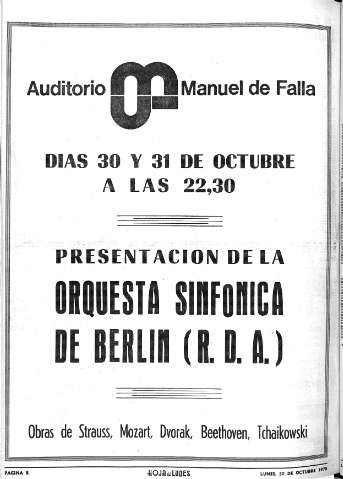 Auditorio Manuel de Falla
DIAS 30 Y 31 DE OCTUBRE
A LAS 22,30
PRESENTACION DE LA
ORQUESTA SINFONICA
DE BERLIN (R. D. A.)
Obras de Strauss, Mozart, Dvorak, Beethoven, Tchaikowski
PAGINA 8 HOJA del LUNES LUNES, DE OCTUBRE 1978